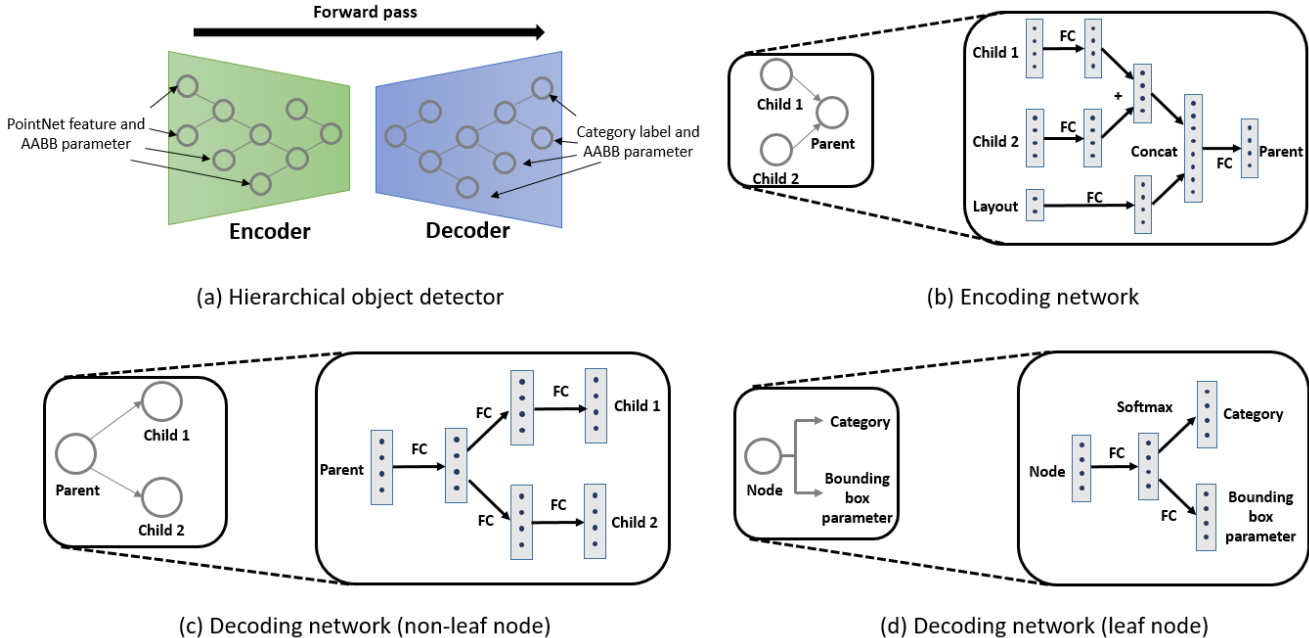 Forward pass
PointNet feature and
AABB parameter
Category label and
AABB parameter
Encoder
Decoder
(a) Hierarchical object detector
Child 1
Child 2
Parent
Child 1
FC
+
Child 2
FC
Concat
FC
Parent
Layout
FC
(b) Encoding network
Parent
Child 1
Child 2
Parent
FC
FC
FC
Child 1
FC
FC
Child 2
(c) Decoding network (non-leaf node)
Node
Category
Bounding
box
parameter
Node
FC
Softmax
Category
FC
Bounding
box
parameter
(d) Decoding network (leaf node)